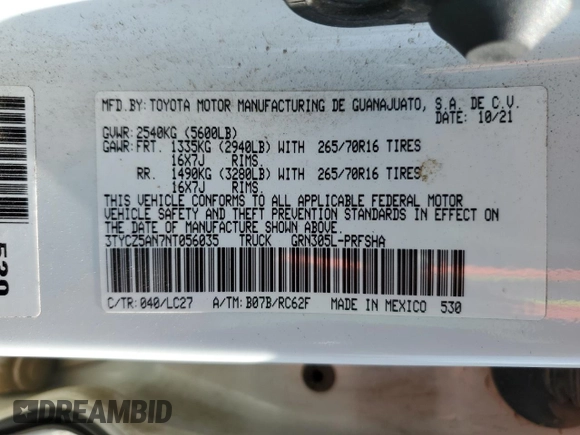 MFD.BY:TOYOTA MOTOR MANUFACTURING DE GUANAJUATO, S.A. DE C.V.
DATE: 10/21
GVWR:2540KG (5600LB)
GAWR:FRT. 1335KG (2940LB) WITH 265/70R16 TIRES
16X7J RIMS.
RR. 1490KG (3280LB) WITH 265/70R16 TIRES
16X7J RIMS.
THIS VEHICLE CONFORMS TO ALL APPLICABLE FEDERAL MOTOR
VEHICLE SAFETY AND THEFT PREVENTION STANDARDS IN EFFECT ON
THE DATE OF MANUFACTURE SHOWN ABOVE.
3TYCZ5AN7NT056035 TRUCK GRN305L-PRFSHA
C/TR:040/LC27 A/TM:B07B/RC62F MADE IN MEXICO 530
DREAMBID